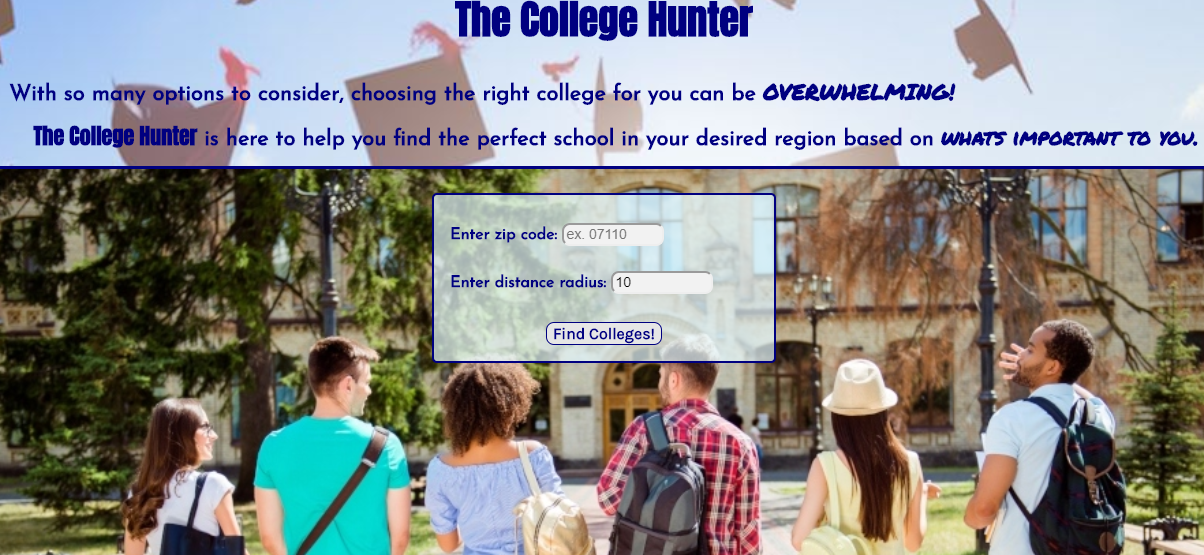 The College Hunter
With so many options to consider, choosing the right college for you can be OVERWHELMING!
The College Hunter is here to help you find the perfect school in your desired region based on WHATS IMPORTANT TO YOU.
Enter zip code: ex. 07110
Enter distance radius: 10
Find Colleges!